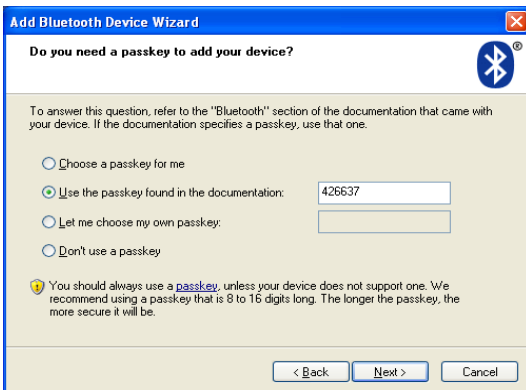 Add Bluetooth Device Wizard
Do you need a passkey to add your device?
®
To answer this question, refer to the "Bluetooth" section of the documentation that came with
your device. If the documentation specifies a passkey, use that one.
Choose a passkey for me
Use the passkey found in the documentation: 426637
Let me choose my own passkey:
Don't use a passkey
You should always use a passkey, unless your device does not support one. We
recommend using a passkey that is 8 to 16 digits long. The longer the passkey, the
more secure it will be.
< Back Next > Cancel